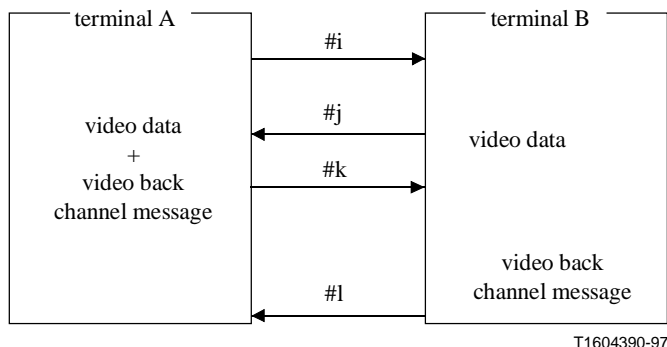 terminal A
terminal B
#i
#j
#k
#l
video data
+
video back
channel message
video data
video back
channel message
T1604390-97